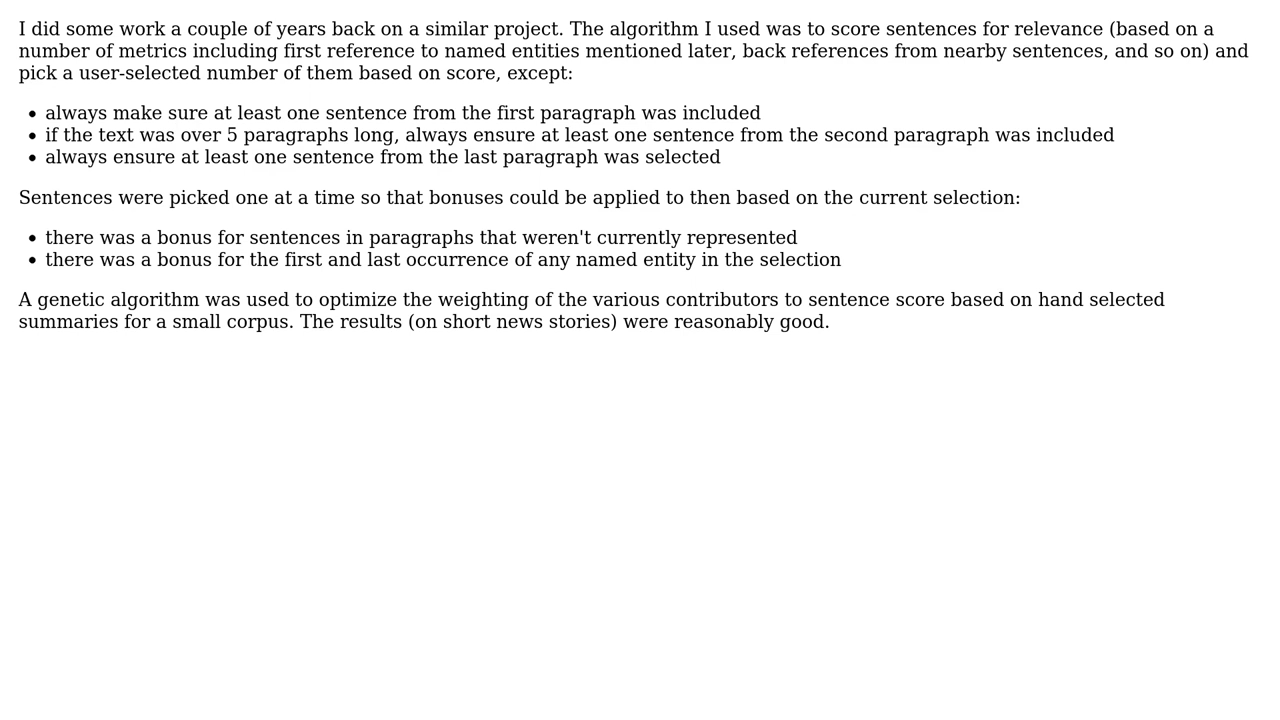 I did some work a couple of years back on a similar project. The algorithm I used was to score sentences for relevance (based on a
number of metrics including first reference to named entities mentioned later, back references from nearby sentences, and so on) and
pick a user-selected number of them based on score, except:
• always make sure at least one sentence from the first paragraph was included
• if the text was over 5 paragraphs long, always ensure at least one sentence from the second paragraph was included
• always ensure at least one sentence from the last paragraph was selected
Sentences were picked one at a time so that bonuses could be applied to then based on the current selection:
• there was a bonus for sentences in paragraphs that weren't currently represented
• there was a bonus for the first and last occurrence of any named entity in the selection
A genetic algorithm was used to optimize the weighting of the various contributors to sentence score based on hand selected
summaries for a small corpus. The results (on short news stories) were reasonably good.